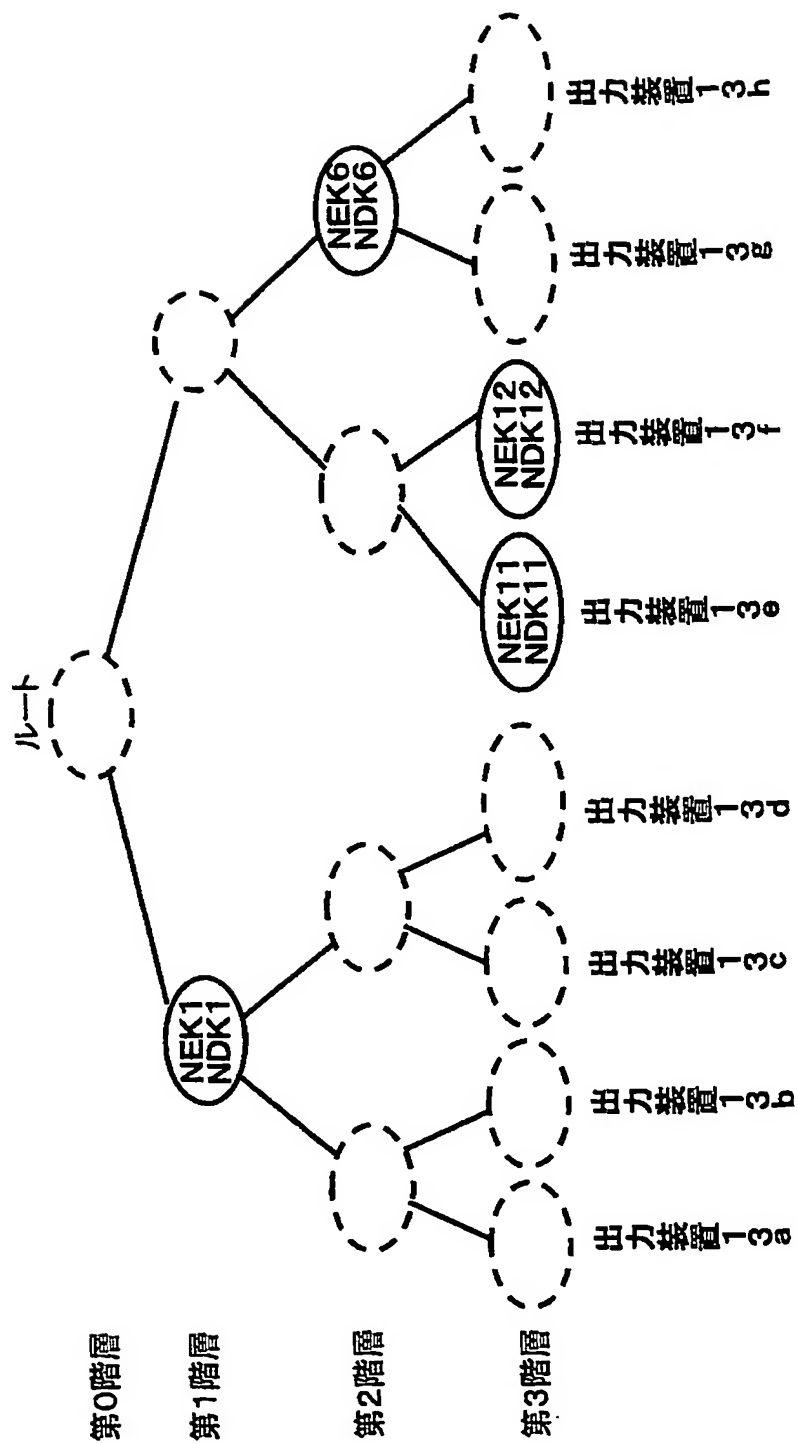 ルート
第0階層
第1階層
第2階層
第3階層
NEK1
NDK1
NEK6
NDK6
NEK11
NDK11
NEK12
NDK12
出力装置13a
出力装置13b
出力装置13c
出力装置13d
出力装置13e
出力装置13f
出力装置13g
出力装置13h